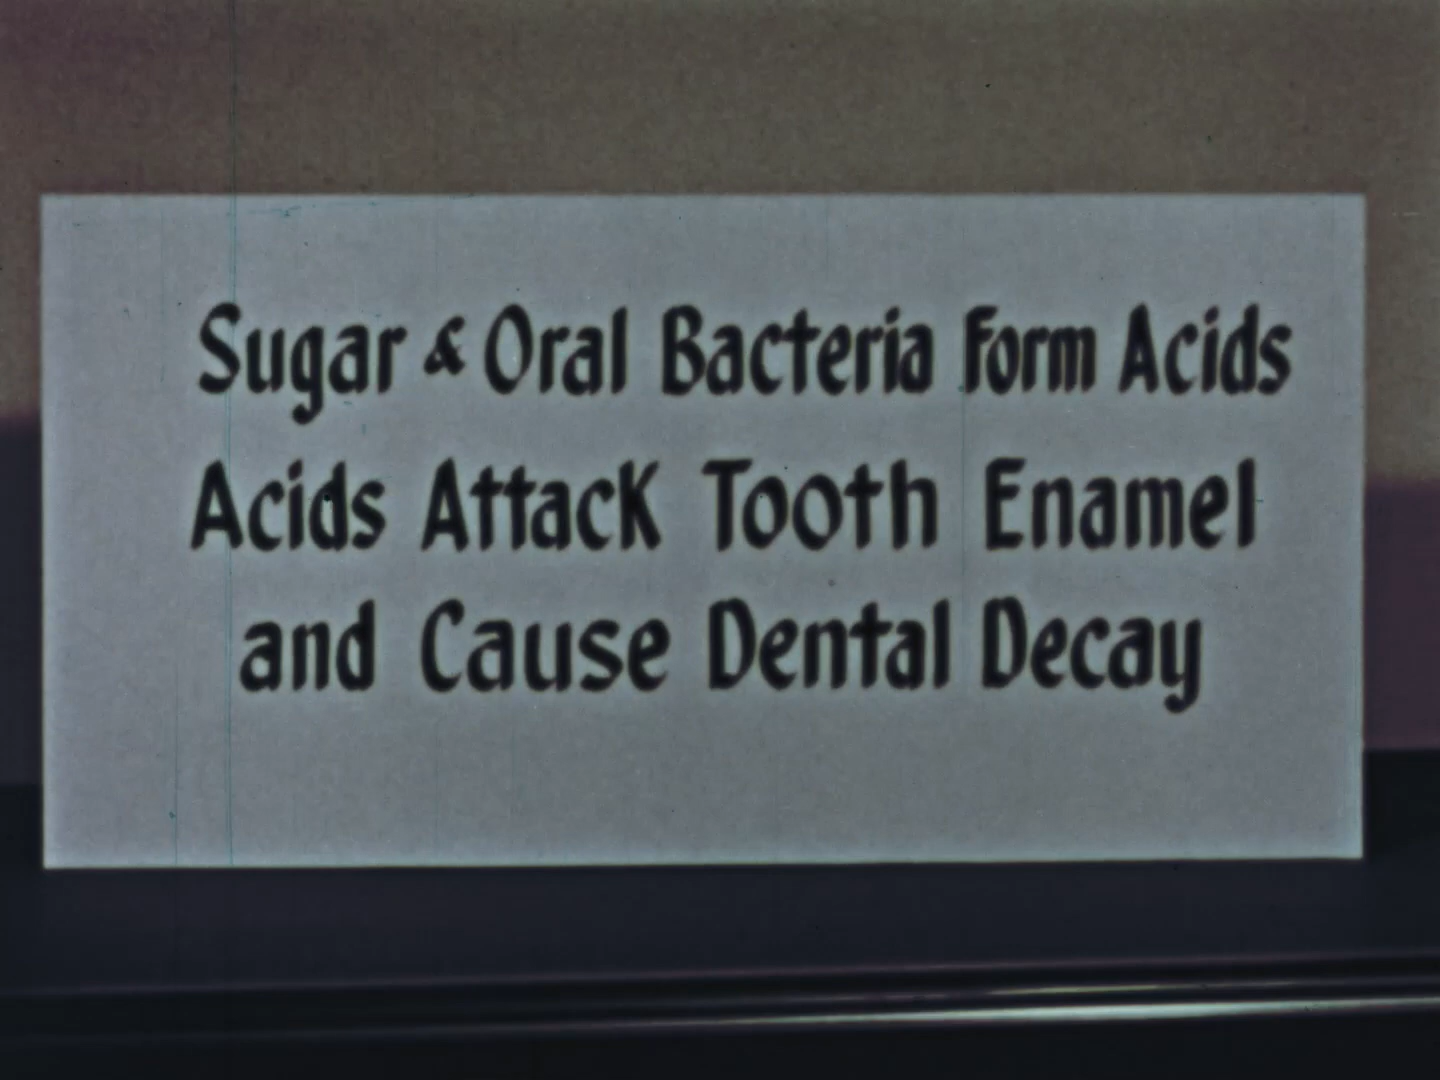 Sugar & Oral Bacteria Form Acids
Acids Attack Tooth Enamel
and Cause Dental Decay